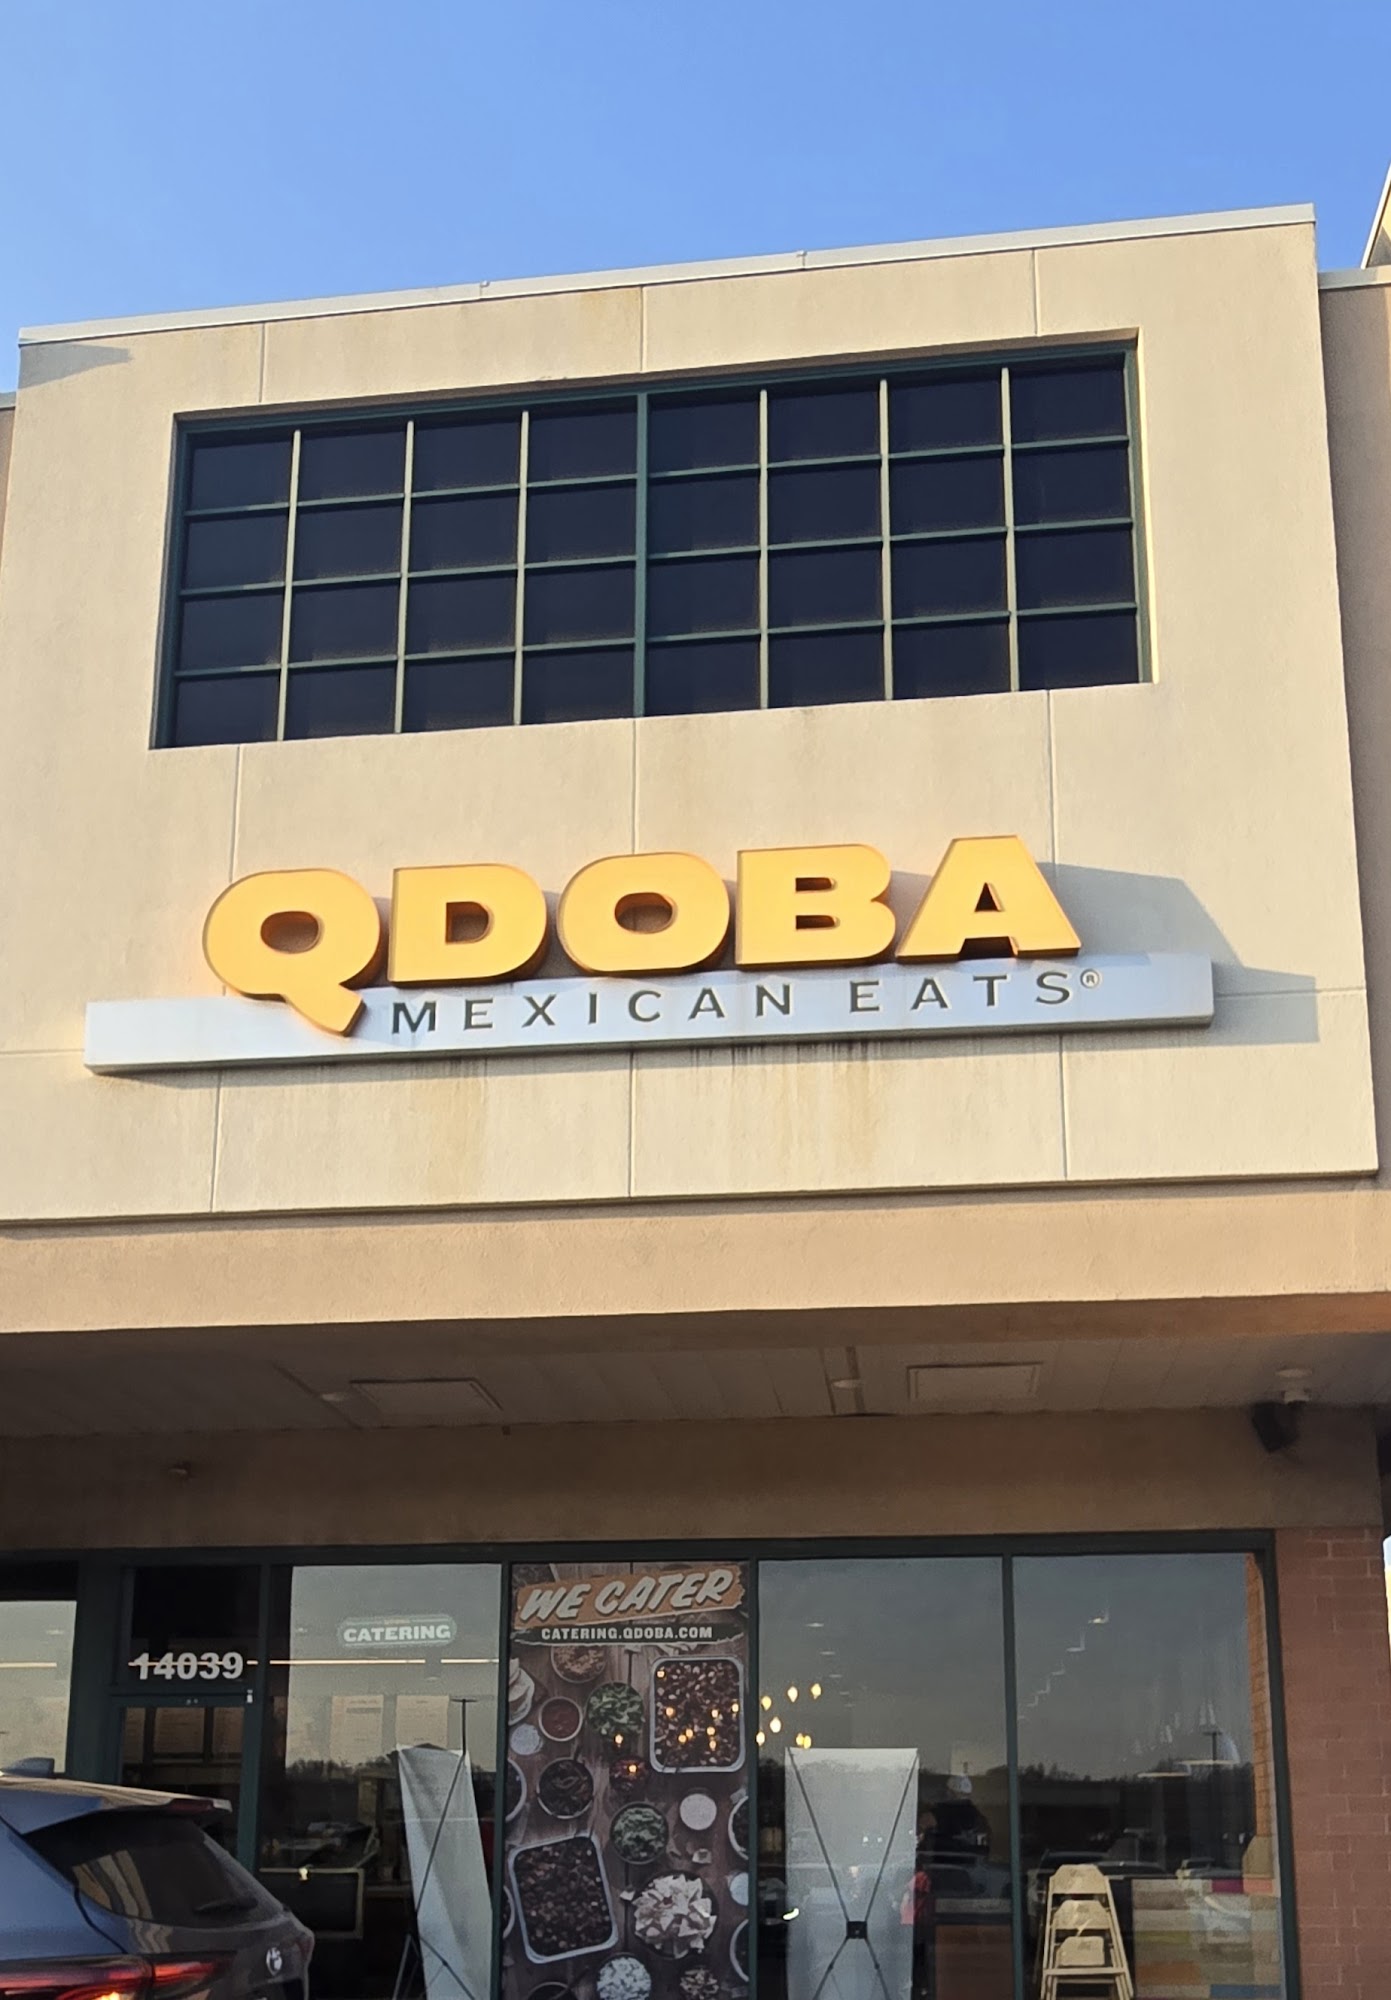 QDOBA
MEXICAN EATS®
WE CATER
CATERING.QDOBA.COM
CATERING
14039